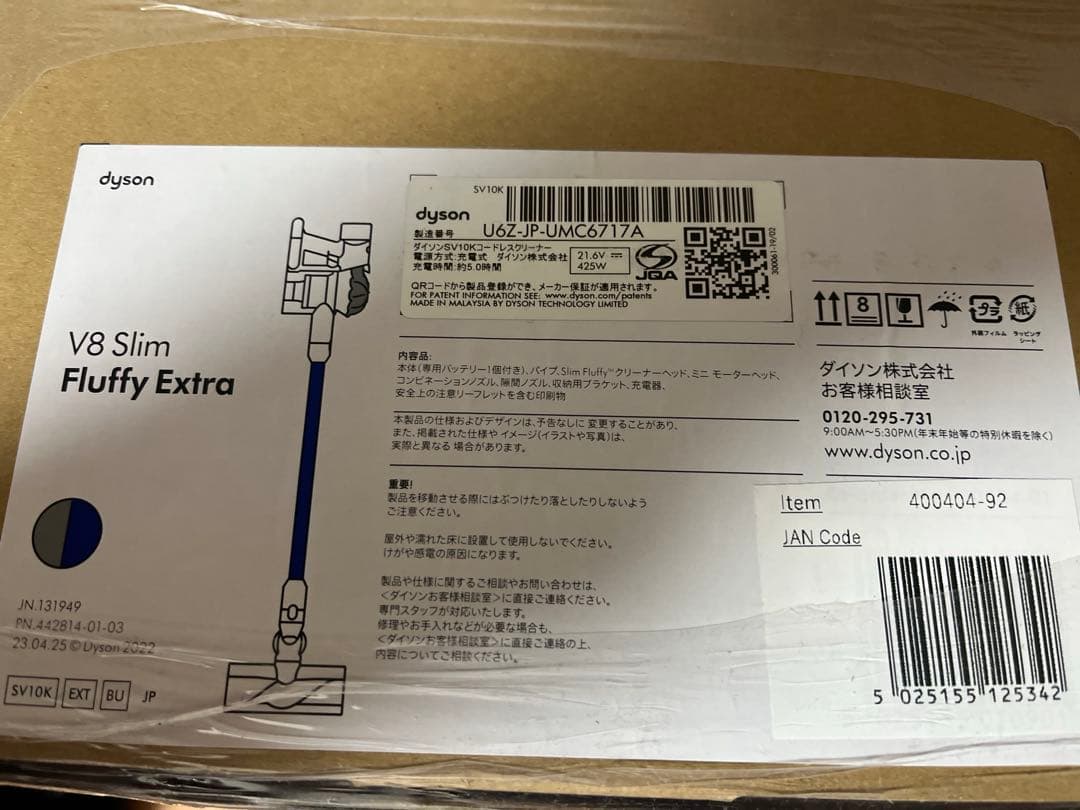 dyson
V8 Slim
Fluffy Extra
JN.131949
PN.442814-01-03
23.04.25 © Dyson 2022
SV10K EXT BU JP
SV10K
dyson
製造番号 U6Z-JP-UMC6717A
ダイソンSV10Kコードレスクリーナー
電源方式:充電式 ダイソン株式会社
充電時間:約5.0時間
21.6V
425W
JQA
300061-19/02
QRコードから製品登録ができ、メーカー保証が適用されます。
FOR PATENT INFORMATION SEE: www.dyson.com/patents
MADE IN MALAYSIA BY DYSON TECHNOLOGY LIMITED
内容品:
本体(専用バッテリー1個付き)、パイプ、Slim Fluffy™クリーナーヘッド、ミニ モーターヘッド、
コンビネーションノズル、隙間ノズル、収納用ブラケット、充電器、
安全上の注意リーフレットを含む印刷物
本製品の仕様およびデザインは、予告なしに変更することがあり、
また、掲載された仕様やイメージ(イラストや写真)は、
実際と異なる場合があります。
重要!
製品を移動させる際にはぶつけたり落としたりしないよう
ご注意ください。
屋外や濡れた床に設置して使用しないでください。
けがや感電の原因になります。
製品や仕様に関するご相談やお問い合わせは、
<ダイソンお客様相談室>に直接ご連絡ください。
専門スタッフが対応いたします。
修理やお手入れなどが必要な場合も、
<ダイソンお客様相談室>に直接ご連絡の上、
内容についてご相談ください。
8
プラ
紙
外装フィルム
ラッピング
シート
ダイソン株式会社
お客様相談室
0120-295-731
9:00AM〜5:30PM(年末年始等の特別休暇を除く)
www.dyson.co.jp
Item 400404-92
JAN Code
5 025155 125342